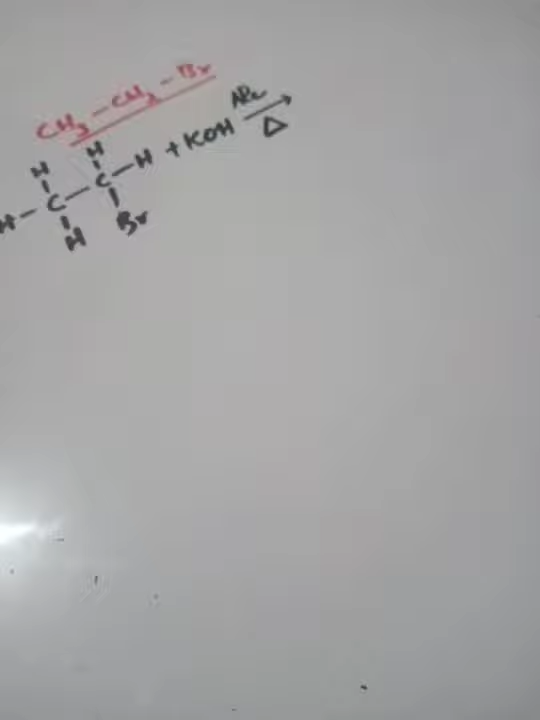 CH₃-CH₂-Br
H H
H-C-C-H + KOH Alc. → Δ
H Br